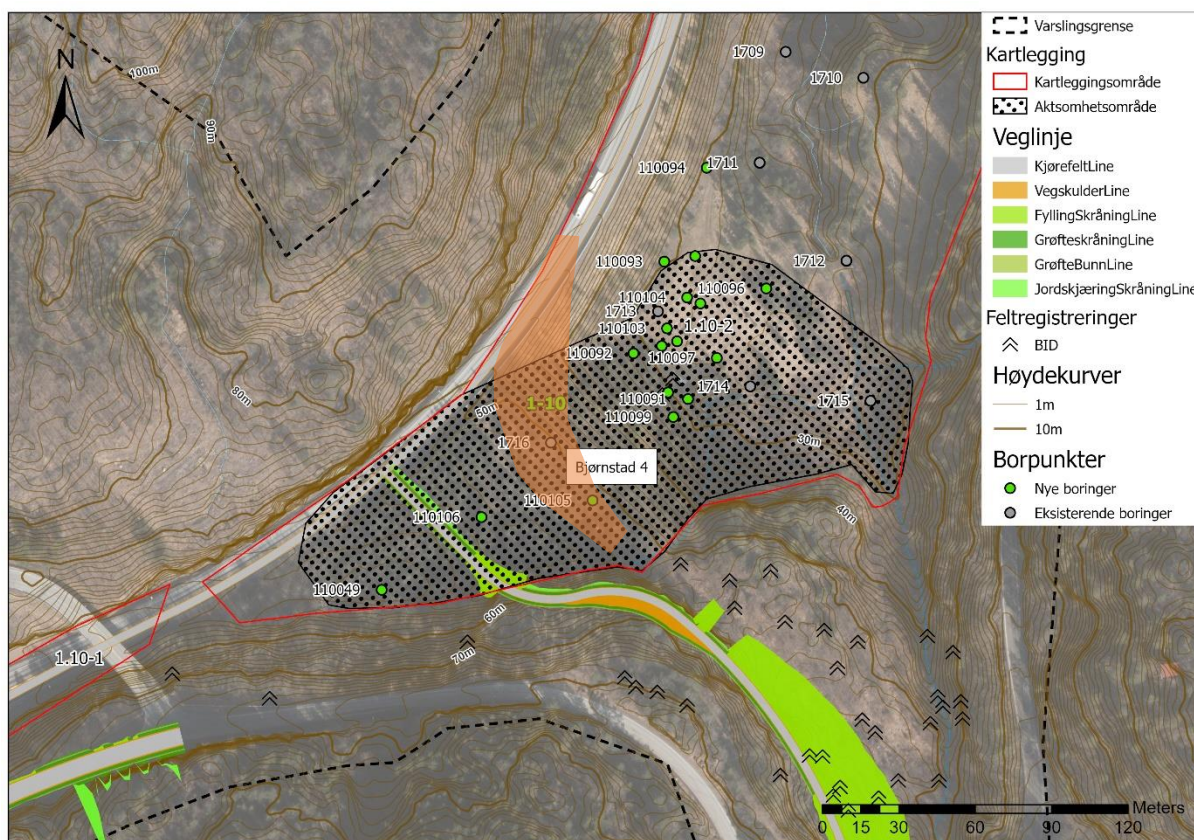 N
100m
90m
80m
1709
1710
110094
1711
110093
1712
110104
110096
1713
110103
1.10-2
110092
110097
1714
110091
1715
110099
50m
1-10
1716
30m
Bjørnstad 4
110105
110106
40m
110049
60m
70m
1.10-1
Varslingsgrense
Kartlegging
Kartleggingsområde
Aktsomhetsområde
Veglinje
KjørefeltLine
VegskulderLine
FyllingSkråningLine
GrøfteskråningLine
GrøfteBunnLine
JordskjæringSkråningLine
Feltregistreringer
BID
Høydekurver
1m
10m
Borpunkter
Nye boringer
Eksisterende boringer
Meters
0 15 30 60 90 120